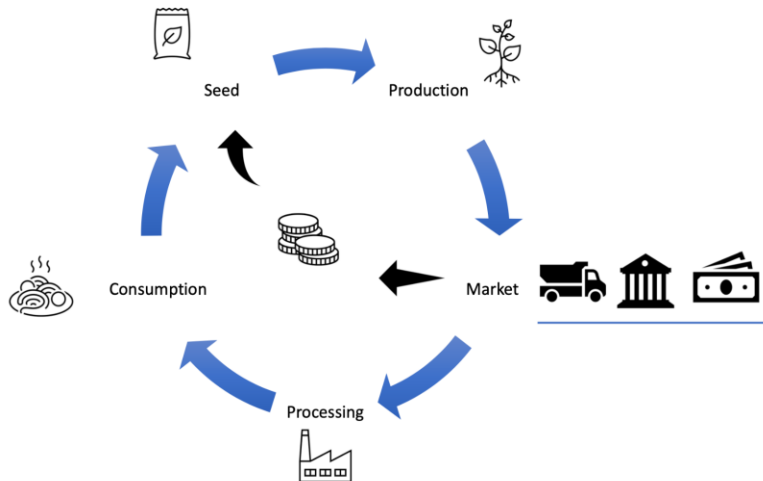 Seed
Production
Consumption
Market
Processing